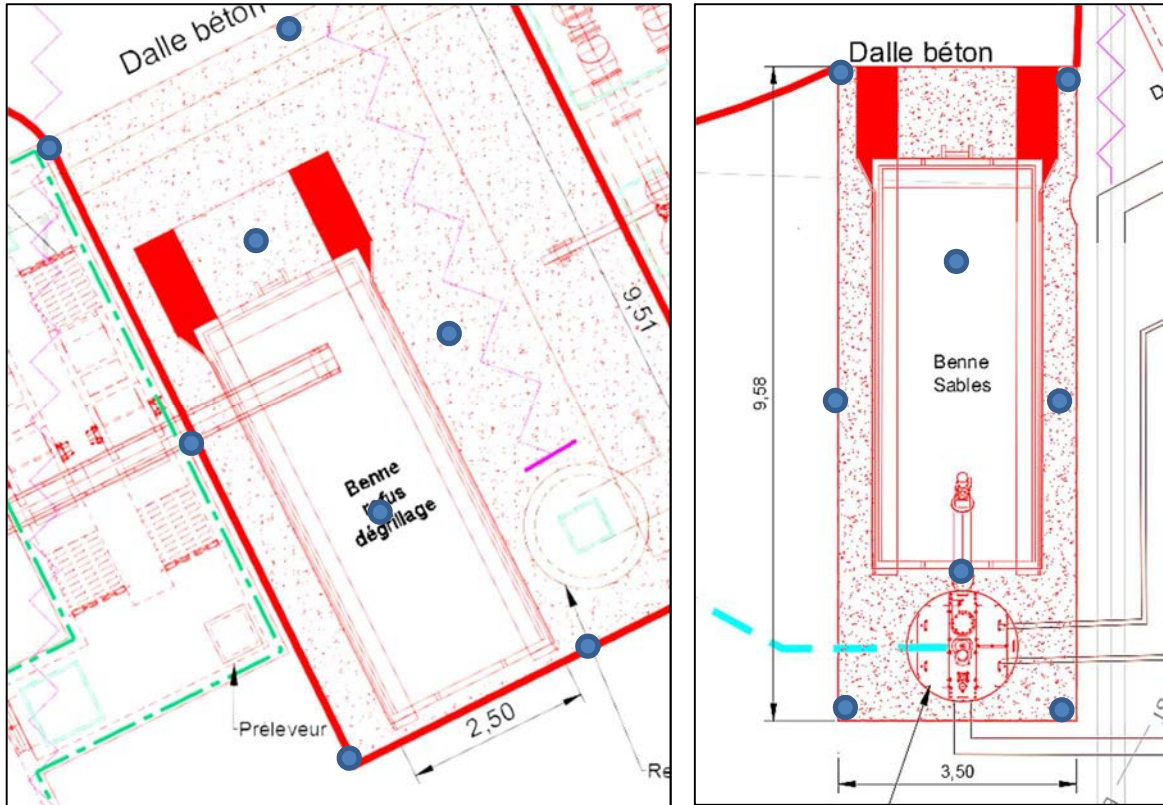 Dalle béton
9,51
Benne
refus
dégrillage
2,50
Préleveur
Re
Dalle béton
D
9,58
Benne
Sables
3,50